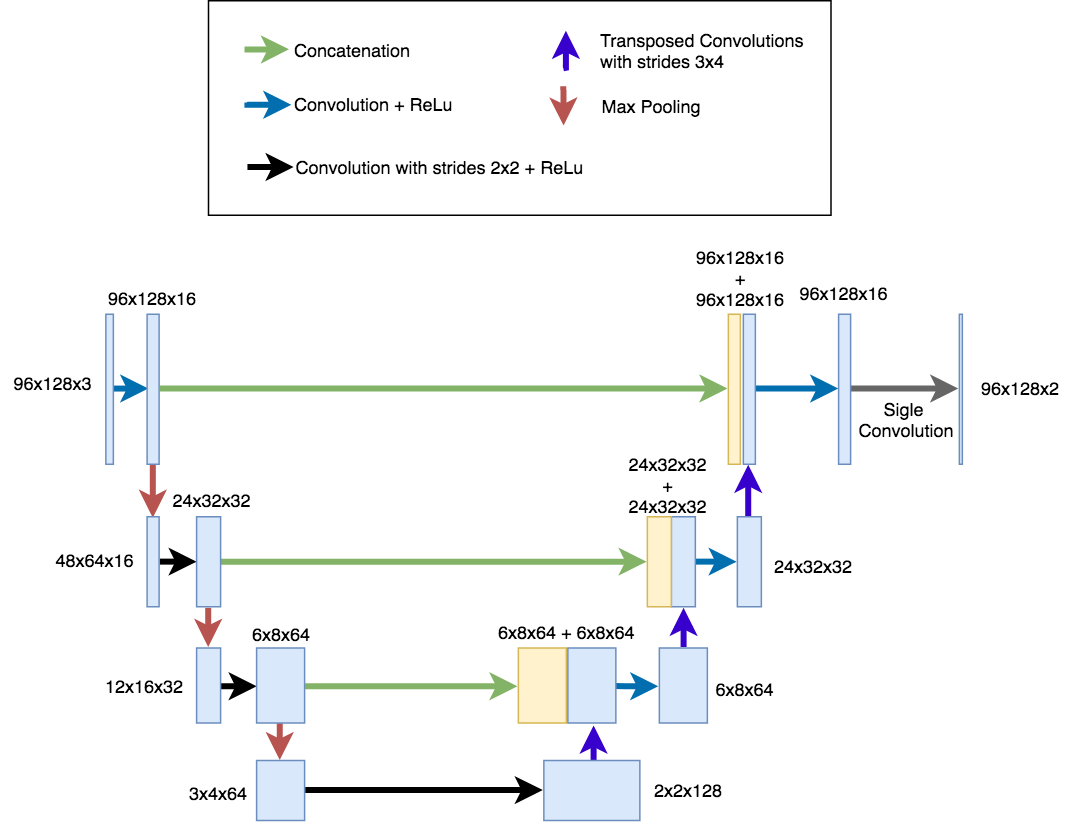 Concatenation
Transposed Convolutions
with strides 3x4
Convolution + ReLu
Max Pooling
Convolution with strides 2x2 + ReLu
96x128x16
+
96x128x16
96x128x16
96x128x16
96x128x3
96x128x2
Sigle
Convolution
24x32x32
+
24x32x32
24x32x32
48x64x16
24x32x32
6x8x64
6x8x64 + 6x8x64
12x16x32
6x8x64
3x4x64
2x2x128